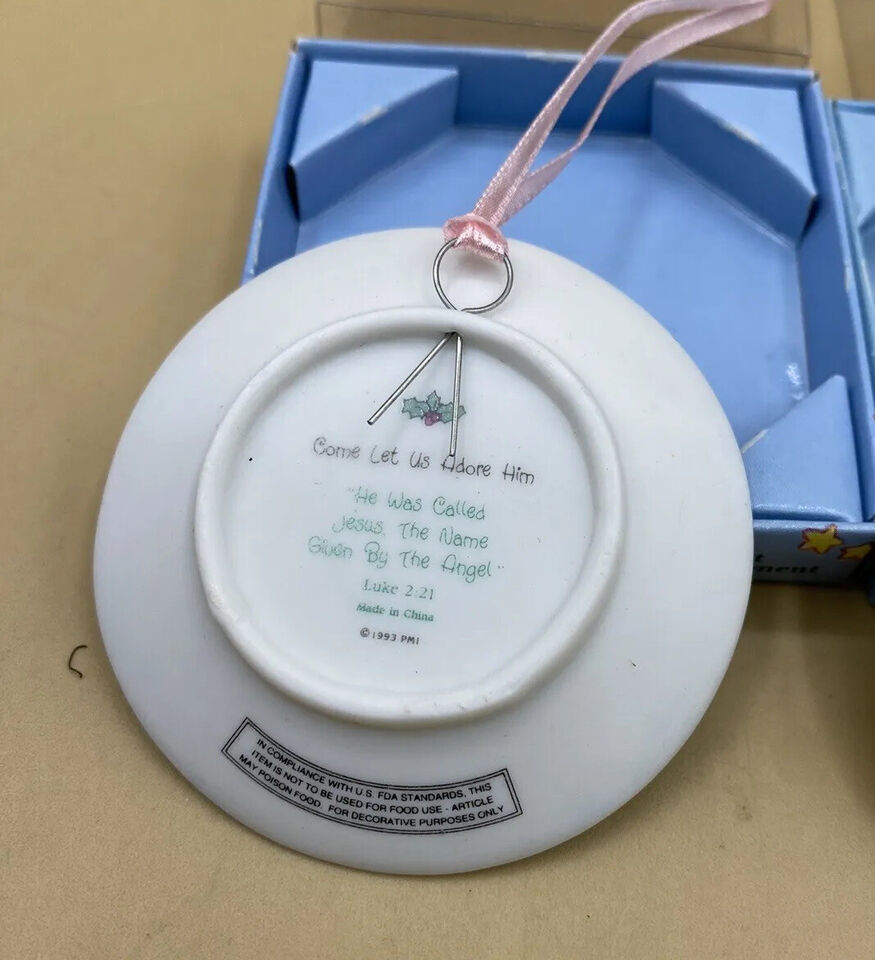 Come Let Us Adore Him
"He Was Called
Jesus, The Name
Given By The Angel"
Luke 2:21
Made in China
©1993 PMI
IN COMPLIANCE WITH U.S. FDA STANDARDS, THIS
ITEM IS NOT TO BE USED FOR FOOD USE - ARTICLE
MAY POISON FOOD. FOR DECORATIVE PURPOSES ONLY